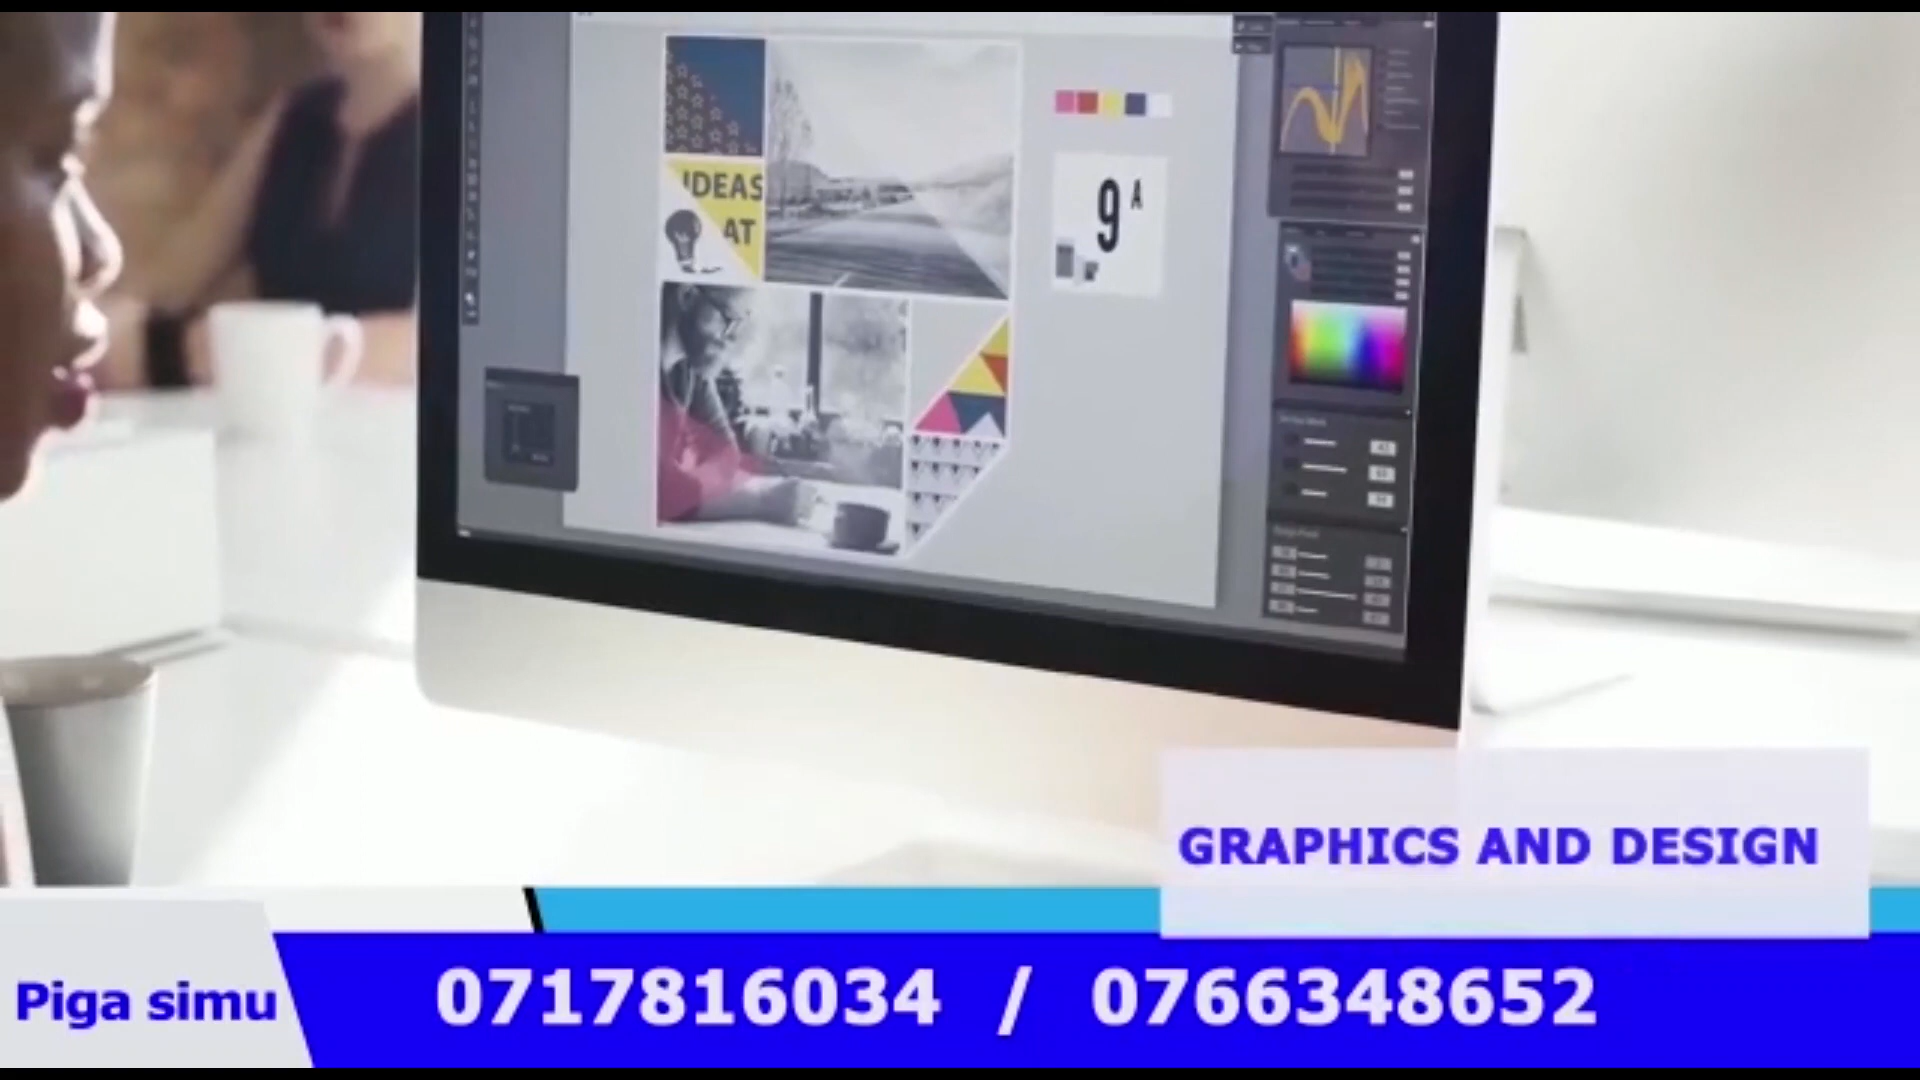 IDEAS
AT
9 A
GRAPHICS AND DESIGN
Piga simu
0717816034 / 0766348652